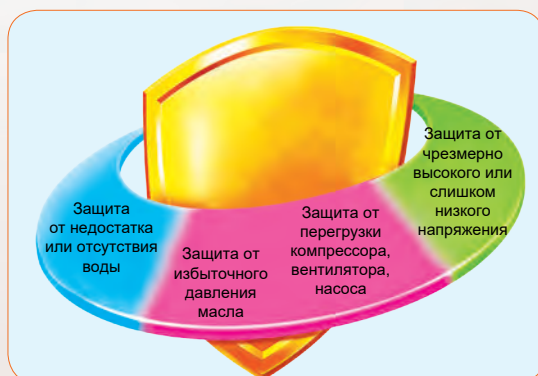 Защита
от недостатка
или отсутствия
воды
Защита от
избыточного
давления
масла
Защита от
перегрузки
компрессора,
вентилятора,
насоса
Защита от
чрезмерно
высокого или
слишком
низкого
напряжения